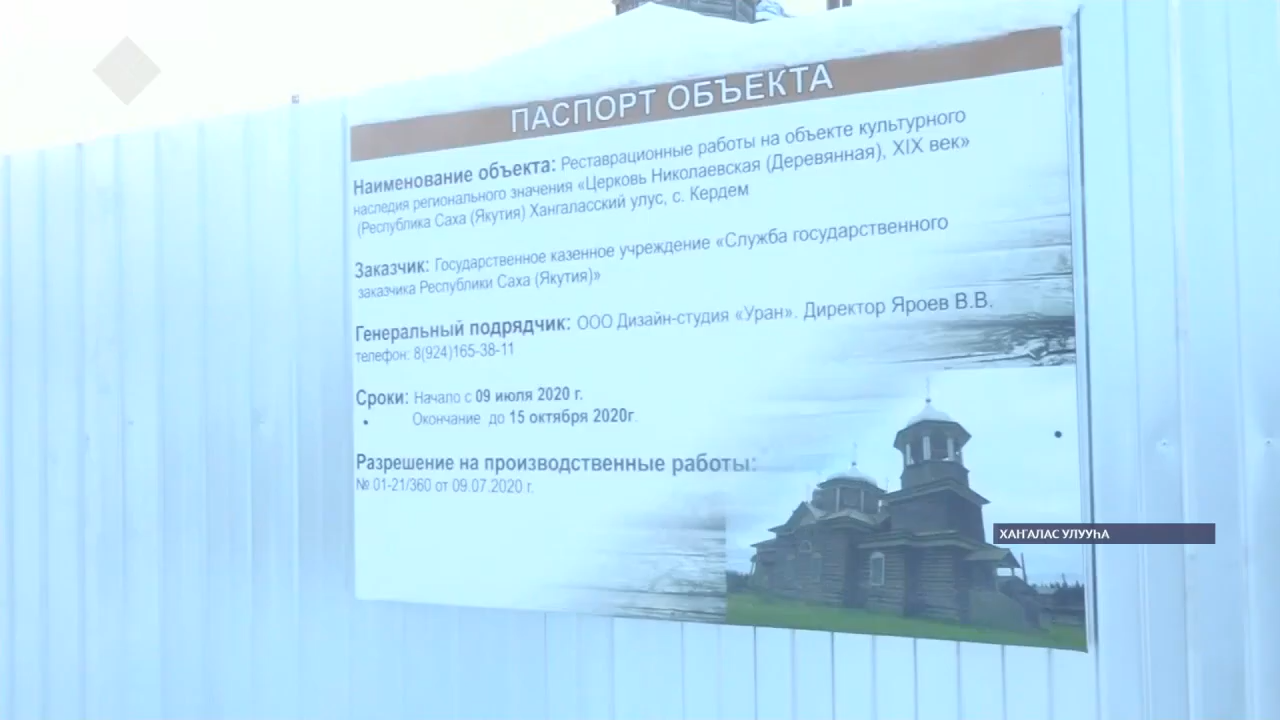 ПАСПОРТ ОБЪЕКТА
Наименование объекта: Реставрационные работы на объекте культурного
наследия регионального значения «Церковь Николаевская (Деревянная), XIX век»
(Республика Саха (Якутия) Хангаласский улус, с. Кердем
Заказчик: Государственное казенное учреждение «Служба государственного
заказчика Республики Саха (Якутия)»
Генеральный подрядчик: ООО Дизайн-студия «Уран». Директор Яроев В.В.
телефон: 8(924)165-38-11
Сроки: Начало с 09 июля 2020 г.
Окончание до 15 октября 2020г.
Разрешение на производственные работы:
№ 01-21/360 от 09.07.2020 г.
ХАҤАЛАС УЛУУҺА